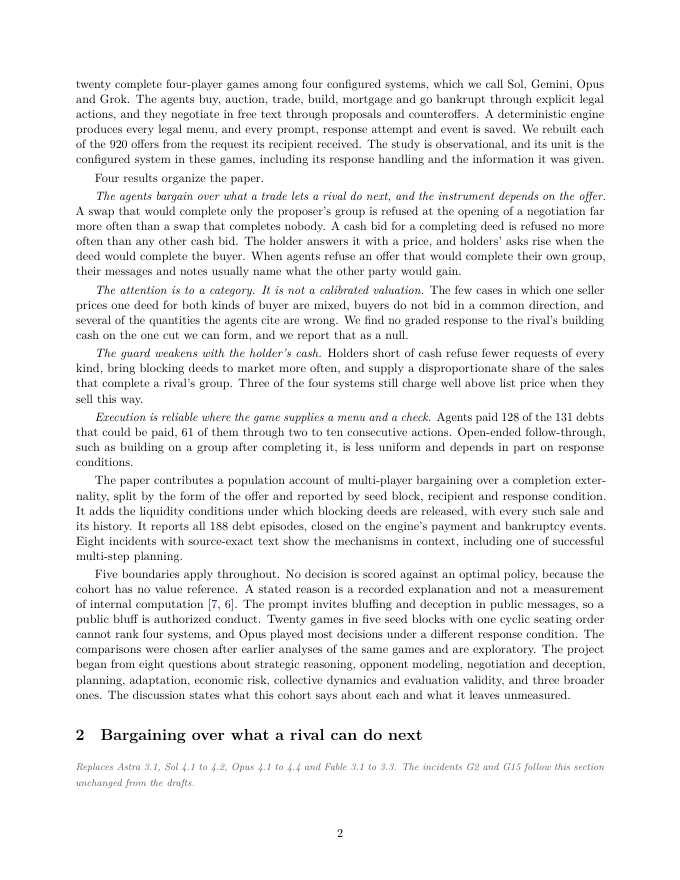 twenty complete four-player games among four configured systems, which we call Sol, Gemini, Opus
and Grok. The agents buy, auction, trade, build, mortgage and go bankrupt through explicit legal
actions, and they negotiate in free text through proposals and counteroffers. A deterministic engine
produces every legal menu, and every prompt, response attempt and event is saved. We rebuilt each
of the 920 offers from the request its recipient received. The study is observational, and its unit is the
configured system in these games, including its response handling and the information it was given.
Four results organize the paper.
The agents bargain over what a trade lets a rival do next, and the instrument depends on the offer.
A swap that would complete only the proposer's group is refused at the opening of a negotiation far
more often than a swap that completes nobody. A cash bid for a completing deed is refused no more
often than any other cash bid. The holder answers it with a price, and holders' asks rise when the
deed would complete the buyer. When agents refuse an offer that would complete their own group,
their messages and notes usually name what the other party would gain.
The attention is to a category. It is not a calibrated valuation. The few cases in which one seller
prices one deed for both kinds of buyer are mixed, buyers do not bid in a common direction, and
several of the quantities the agents cite are wrong. We find no graded response to the rival's building
cash on the one cut we can form, and we report that as a null.
The guard weakens with the holder's cash. Holders short of cash refuse fewer requests of every
kind, bring blocking deeds to market more often, and supply a disproportionate share of the sales
that complete a rival's group. Three of the four systems still charge well above list price when they
sell this way.
Execution is reliable where the game supplies a menu and a check. Agents paid 128 of the 131 debts
that could be paid, 61 of them through two to ten consecutive actions. Open-ended follow-through,
such as building on a group after completing it, is less uniform and depends in part on response
conditions.
The paper contributes a population account of multi-player bargaining over a completion exter-
nality, split by the form of the offer and reported by seed block, recipient and response condition.
It adds the liquidity conditions under which blocking deeds are released, with every such sale and
its history. It reports all 188 debt episodes, closed on the engine's payment and bankruptcy events.
Eight incidents with source-exact text show the mechanisms in context, including one of successful
multi-step planning.
Five boundaries apply throughout. No decision is scored against an optimal policy, because the
cohort has no value reference. A stated reason is a recorded explanation and not a measurement
of internal computation [7, 6]. The prompt invites bluffing and deception in public messages, so a
public bluff is authorized conduct. Twenty games in five seed blocks with one cyclic seating order
cannot rank four systems, and Opus played most decisions under a different response condition. The
comparisons were chosen after earlier analyses of the same games and are exploratory. The project
began from eight questions about strategic reasoning, opponent modeling, negotiation and deception,
planning, adaptation, economic risk, collective dynamics and evaluation validity, and three broader
ones. The discussion states what this cohort says about each and what it leaves unmeasured.
2 Bargaining over what a rival can do next
Replaces Astra 3.1, Sol 4.1 to 4.2, Opus 4.1 to 4.4 and Fable 3.1 to 3.3. The incidents G2 and G15 follow this section
unchanged from the drafts.
2